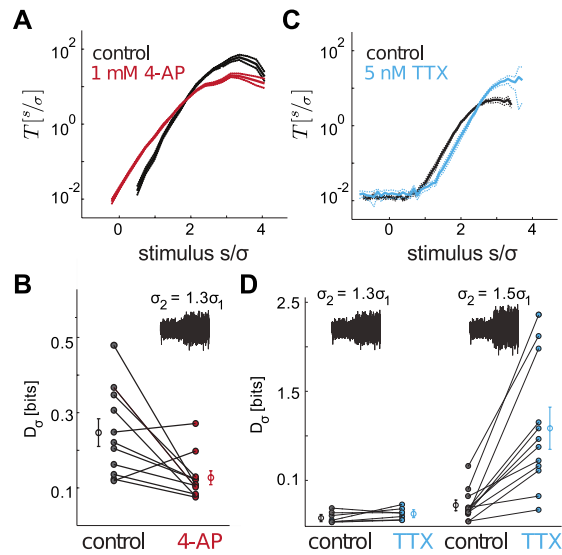 A
control
1 mM 4-AP
T [s/σ]
10²
10⁰
10⁻²
0 2 4
stimulus s/σ
C
control
5 nM TTX
T [s/σ]
10²
10⁰
10⁻²
0 2 4
stimulus s/σ
B
σ₂ = 1.3σ₁
Dσ [bits]
0.5
0.3
0.1
control 4-AP
D
σ₂ = 1.3σ₁ σ₂ = 1.5σ₁
Dσ [bits]
2.5
1.5
0.1
control TTX control TTX